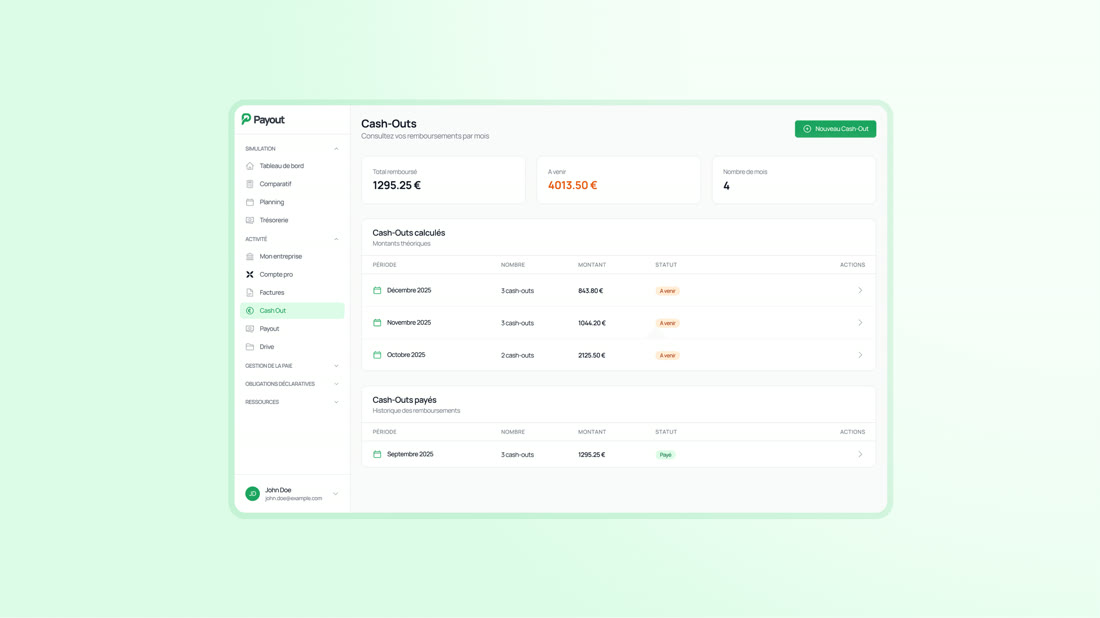 Payout
SIMULATION
Tableau de bord
Comparatif
Planning
Trésorerie
ACTIVITÉ
Mon entreprise
Compte pro
Factures
Cash Out
Payout
Drive
GESTION DE LA PAIE
OBLIGATIONS DÉCLARATIVES
RESSOURCES
JD
John Doe
john.doe@example.com
Cash-Outs
Consultez vos remboursements par mois
Nouveau Cash-Out
Total remboursé
1295.25 €
A venir
4013.50 €
Nombre de mois
4
Cash-Outs calculés
Montants théoriques
PÉRIODE NOMBRE MONTANT STATUT ACTIONS
Décembre 2025 3 cash-outs 843.80 € A venir
Novembre 2025 3 cash-outs 1044.20 € A venir
Octobre 2025 2 cash-outs 2125.50 € A venir
Cash-Outs payés
Historique des remboursements
PÉRIODE NOMBRE MONTANT STATUT ACTIONS
Septembre 2025 3 cash-outs 1295.25 € Paye